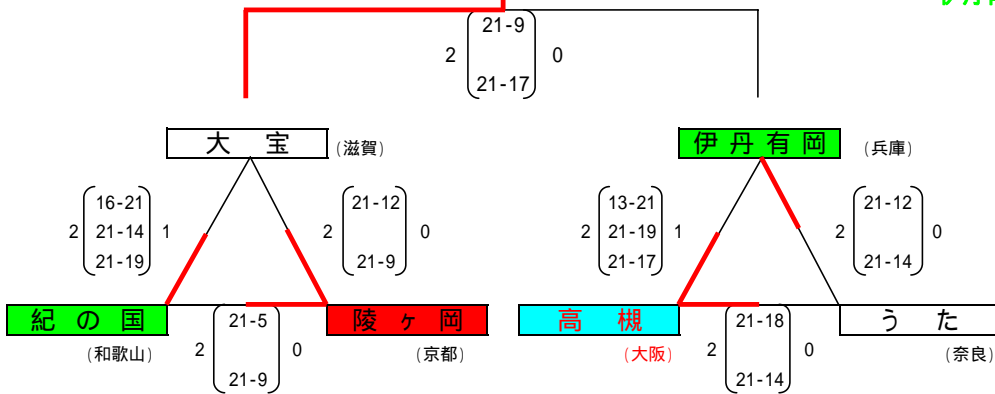 21-9
2 0
21-17
大宝 (滋賀)
伊丹有岡 (兵庫)
16-21
2 21-14 1
21-19
21-12
2 0
21-9
13-21
2 21-19 1
21-17
21-12
2 0
21-14
紀の国
陵ヶ岡
高槻
うた
(和歌山)
21-5
2 0
21-9
(京都)
(大阪)
21-18
2 0
21-14
(奈良)